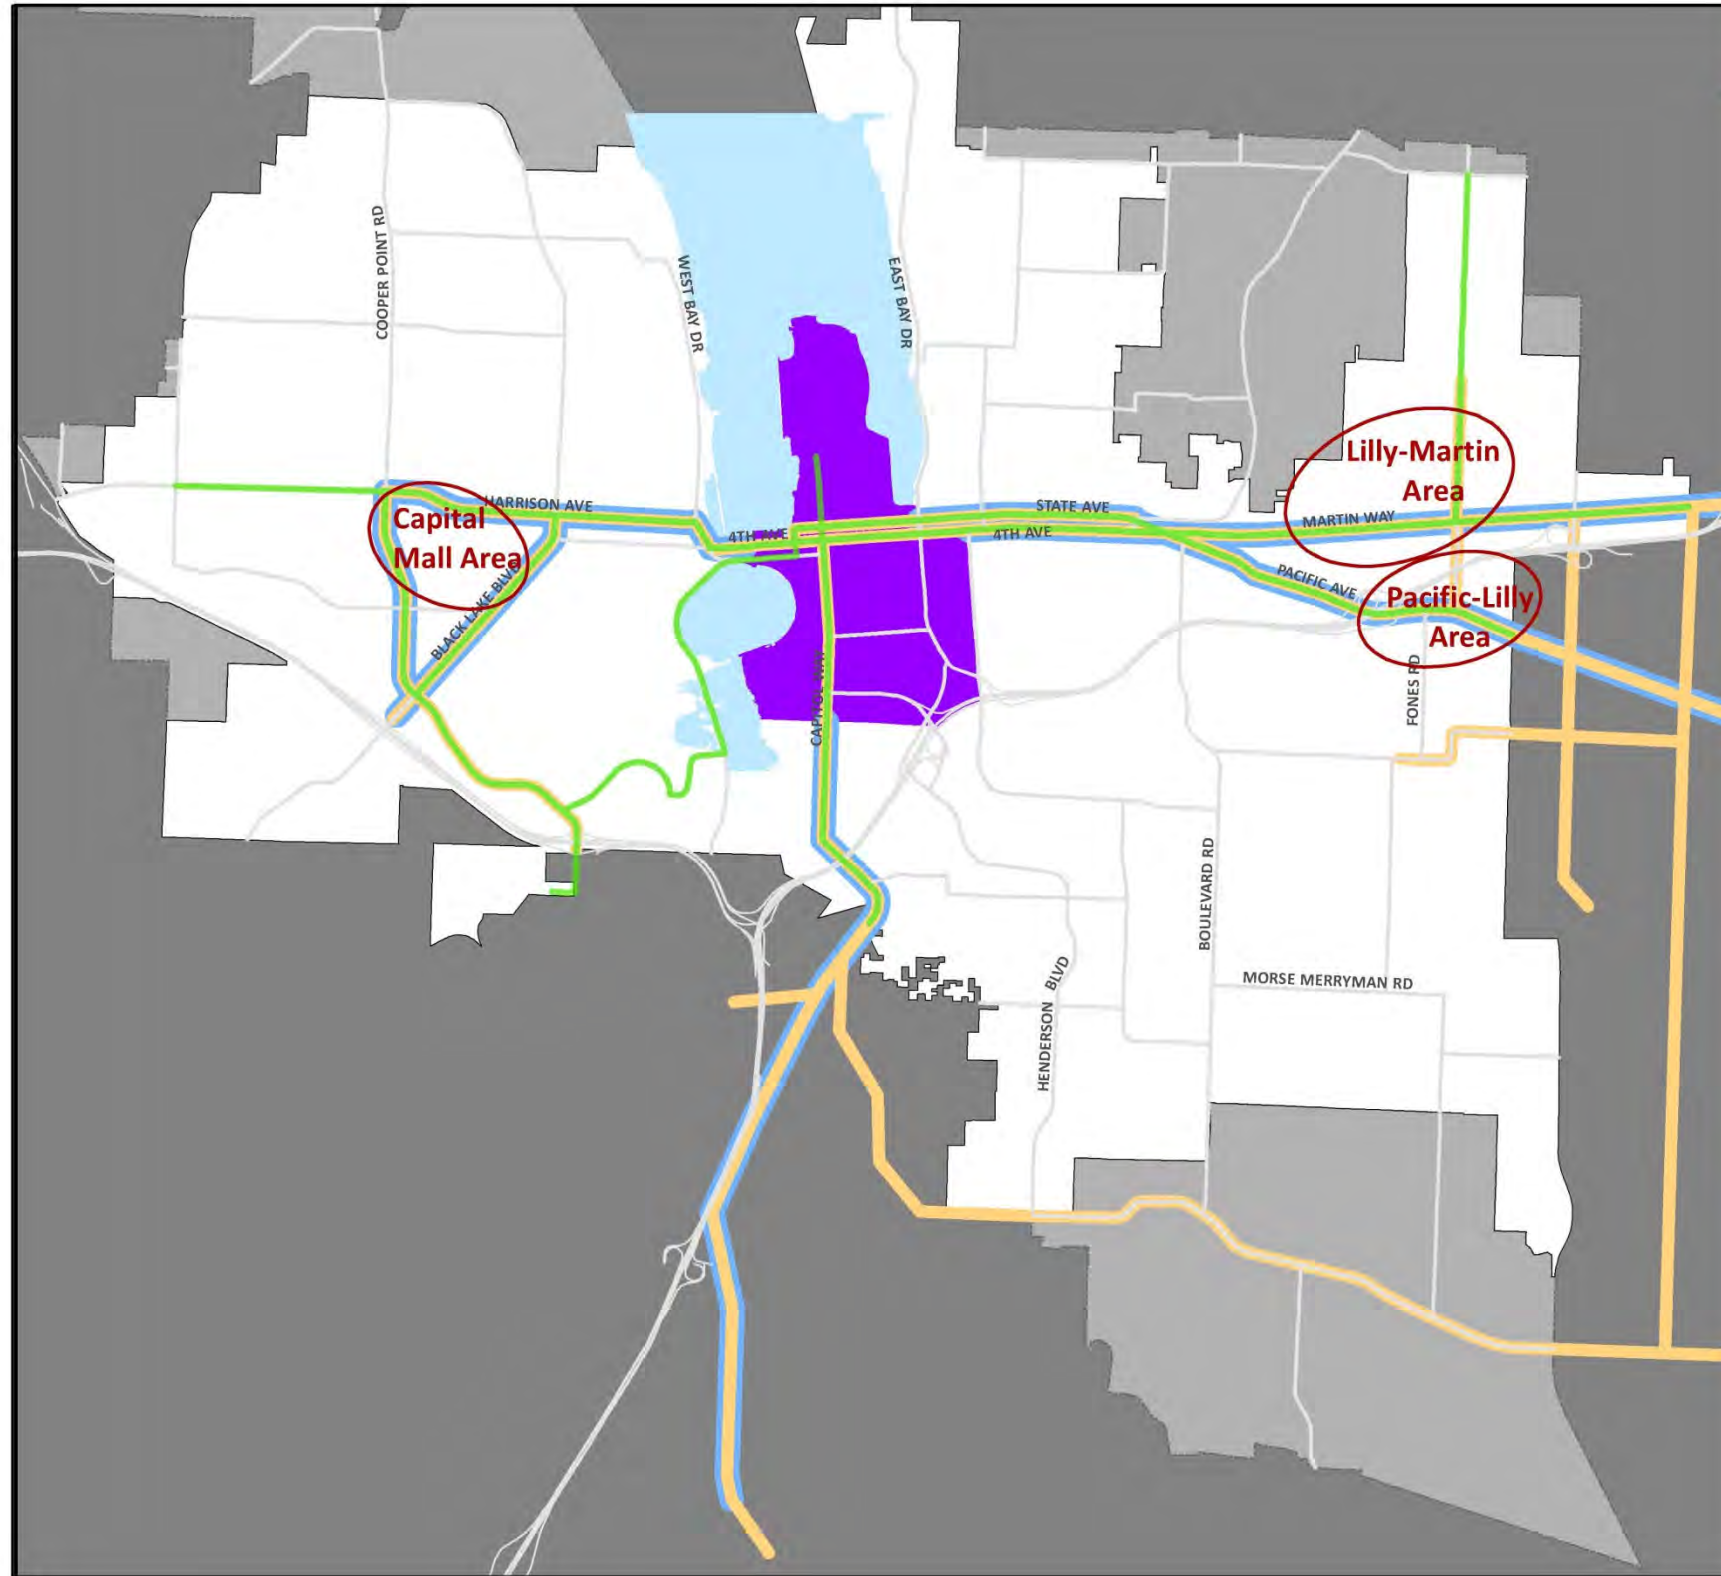 COOPER POINT RD
WEST BAY DR
EAST BAY DR
Lilly-Martin
Area
HARRISON AVE
Capital
Mall Area
STATE AVE
MARTIN WAY
4TH AVE
4TH AVE
BLACK LAKE BLVD
PACIFIC AVE
Pacific-Lilly
Area
CAPITOL WAY
FONES RD
BOULEVARD RD
HENDERSON BLVD
MORSE MERRYMAN RD